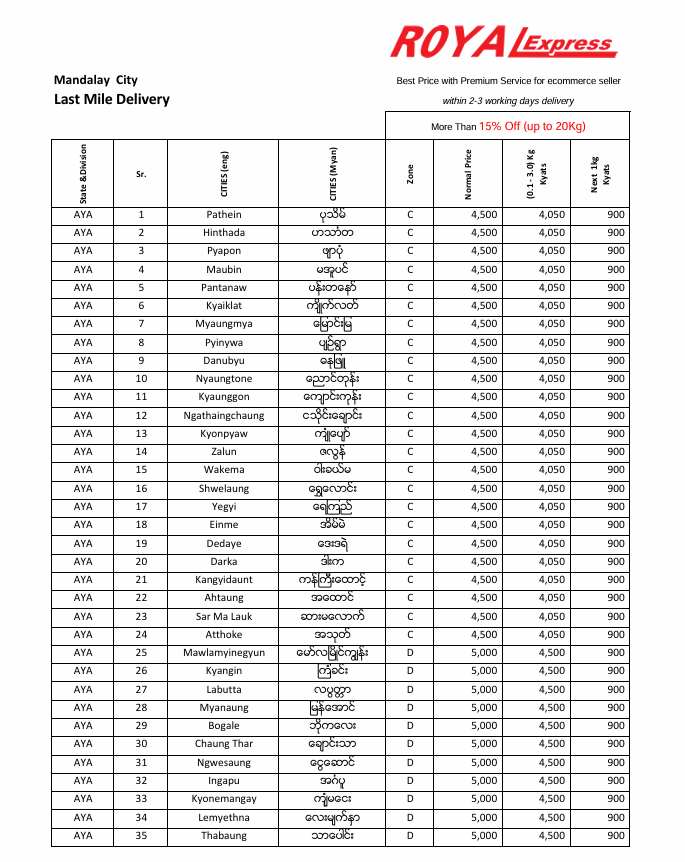 ROYAL Express
Mandalay City
Best Price with Premium Service for ecommerce seller
Last Mile Delivery
within 2-3 working days delivery
More Than 15% Off (up to 20Kg)
State &Division Sr. CITIES (eng) CITIES (Myan) Zone Normal Price (0.1 - 3.0) Kg Kyats Next 1kg Kyats
AYA 1 Pathein ပုသိမ် C 4,500 4,050 900
AYA 2 Hinthada ဟသာံတ C 4,500 4,050 900
AYA 3 Pyapon ဖျာပုံ C 4,500 4,050 900
AYA 4 Maubin မအူပင် C 4,500 4,050 900
AYA 5 Pantanaw ပန်းတနော် C 4,500 4,050 900
AYA 6 Kyaiklat ကျိုက်လတ် C 4,500 4,050 900
AYA 7 Myaungmya မြောင်းမြ C 4,500 4,050 900
AYA 8 Pyinywa ပျဉ်ရွာ C 4,500 4,050 900
AYA 9 Danubyu ဓနုဖြူ C 4,500 4,050 900
AYA 10 Nyaungtone ညောင်တုန်း C 4,500 4,050 900
AYA 11 Kyaunggon ကျောင်းကုန်း C 4,500 4,050 900
AYA 12 Ngathaingchaung ငသိုင်းချောင်း C 4,500 4,050 900
AYA 13 Kyonpyaw ကျုံပျော် C 4,500 4,050 900
AYA 14 Zalun ဇလွန် C 4,500 4,050 900
AYA 15 Wakema ဝါးခယ်မ C 4,500 4,050 900
AYA 16 Shwelaung ရွှေလောင်း C 4,500 4,050 900
AYA 17 Yegyi ရေကြည် C 4,500 4,050 900
AYA 18 Einme အိမ်မဲ C 4,500 4,050 900
AYA 19 Dedaye ဒေးဒရဲ C 4,500 4,050 900
AYA 20 Darka ဒါးက C 4,500 4,050 900
AYA 21 Kangyidaunt ကန်ကြီးထောင့် C 4,500 4,050 900
AYA 22 Ahtaung အထောင် C 4,500 4,050 900
AYA 23 Sar Ma Lauk ဆားမလောက် C 4,500 4,050 900
AYA 24 Atthoke အသုတ် C 4,500 4,050 900
AYA 25 Mawlamyinegyun မော်လမြိုင်ကျွန်း D 5,000 4,500 900
AYA 26 Kyangin ကြံခင်း D 5,000 4,500 900
AYA 27 Labutta လပွတ္တာ D 5,000 4,500 900
AYA 28 Myanaung မြန်အောင် D 5,000 4,500 900
AYA 29 Bogale ဘိုကလေး D 5,000 4,500 900
AYA 30 Chaung Thar ချောင်းသာ D 5,000 4,500 900
AYA 31 Ngwesaung ငွေဆောင် D 5,000 4,500 900
AYA 32 Ingapu အင်္ဂပူ D 5,000 4,500 900
AYA 33 Kyonemangay ကျုံမငေး D 5,000 4,500 900
AYA 34 Lemyethna လေးမျက်နှာ D 5,000 4,500 900
AYA 35 Thabaung သာပေါင်း D 5,000 4,500 900